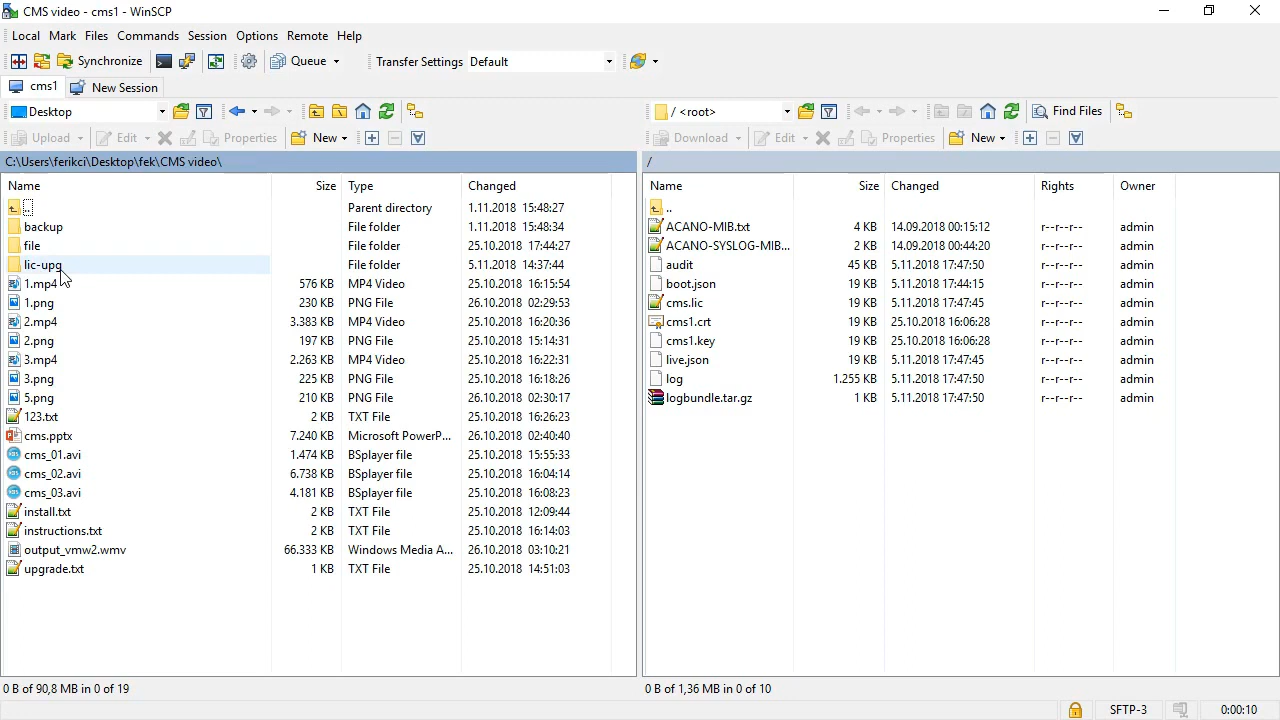 CMS video - cms1 - WinSCP
Local Mark Files Commands Session Options Remote Help
Synchronize Queue Transfer Settings Default
cms1 New Session
Desktop / <root> Find Files
Upload Edit Properties New Download Edit Properties New
C:\Users\ferikci\Desktop\fek\CMS video\ /
Name Size Type Changed Name Size Changed Rights Owner
Parent directory 1.11.2018 15:48:27 ..
backup File folder 1.11.2018 15:48:34 ACANO-MIB.txt 4 KB 14.09.2018 00:15:12 r--r--r-- admin
file File folder 25.10.2018 17:44:27 ACANO-SYSLOG-MIB... 2 KB 14.09.2018 00:44:20 r--r--r-- admin
lic-upg File folder 5.11.2018 14:37:44 audit 45 KB 5.11.2018 17:47:50 r--r--r-- admin
1.mp4 576 KB MP4 Video 25.10.2018 16:15:54 boot.json 19 KB 5.11.2018 17:44:15 r--r--r-- admin
1.png 230 KB PNG File 26.10.2018 02:29:53 cms.lic 19 KB 5.11.2018 17:47:45 r--r--r-- admin
2.mp4 3.383 KB MP4 Video 25.10.2018 16:20:36 cms1.crt 19 KB 25.10.2018 16:06:28 r--r--r-- admin
2.png 197 KB PNG File 25.10.2018 15:14:31 cms1.key 19 KB 25.10.2018 16:06:28 r--r--r-- admin
3.mp4 2.263 KB MP4 Video 25.10.2018 16:22:31 live.json 19 KB 5.11.2018 17:47:45 r--r--r-- admin
3.png 225 KB PNG File 25.10.2018 16:18:26 log 1.255 KB 5.11.2018 17:47:50 r--r--r-- admin
5.png 210 KB PNG File 26.10.2018 02:30:17 logbundle.tar.gz 1 KB 5.11.2018 17:47:50 r--r--r-- admin
123.txt 2 KB TXT File 25.10.2018 16:26:23
cms.pptx 7.240 KB Microsoft PowerP... 26.10.2018 02:40:40
cms_01.avi 1.474 KB BSplayer file 25.10.2018 15:55:33
cms_02.avi 6.738 KB BSplayer file 25.10.2018 16:04:14
cms_03.avi 4.181 KB BSplayer file 25.10.2018 16:08:23
install.txt 2 KB TXT File 25.10.2018 12:09:44
instructions.txt 2 KB TXT File 25.10.2018 16:14:03
output_vmw2.wmv 66.333 KB Windows Media A... 26.10.2018 03:10:21
upgrade.txt 1 KB TXT File 25.10.2018 14:51:03
0 B of 90,8 MB in 0 of 19 0 B of 1,36 MB in 0 of 10
SFTP-3 0:00:10